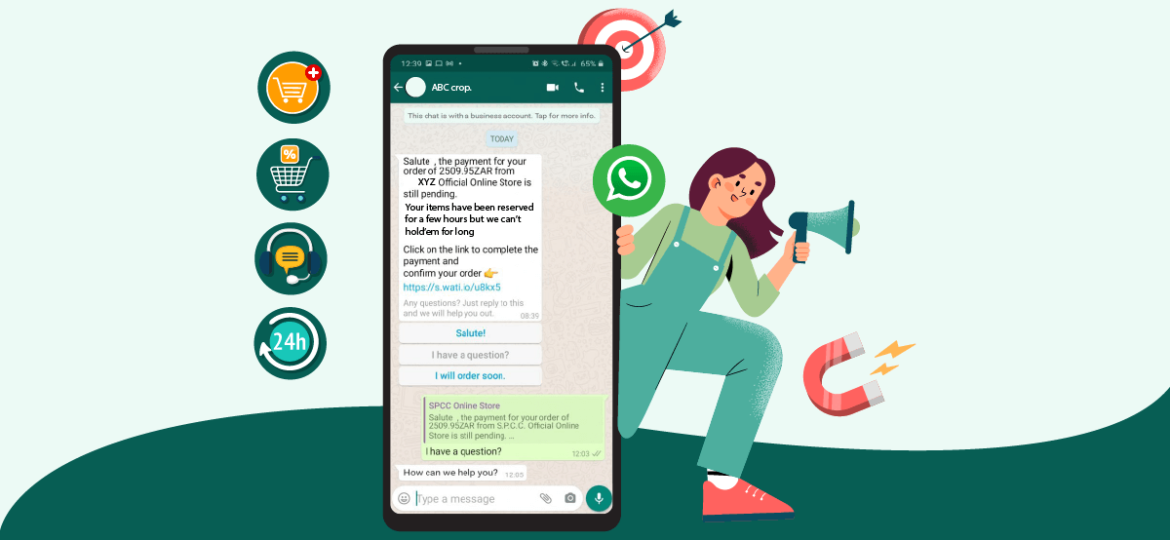 12:39
65%
ABC crop.
This chat is with a business account. Tap for more info.
TODAY
Salute , the payment for your
order of 2509.95ZAR from
XYZ Official Online Store is
still pending.
Your items have been reserved
for a few hours but we can't
hold'em for long
Click on the link to complete the
payment and
confirm your order 👉
https://s.wati.io/u8kx5
Any questions? Just reply to this
and we will help you out.
08:39
Salute!
I have a question?
I will order soon.
SPCC Online Store
Salute , the payment for your order of
2509.95ZAR from S.P.C.C. Official Online
Store is still pending. ...
I have a question?
12:03
How can we help you?
Type a message
%
24h